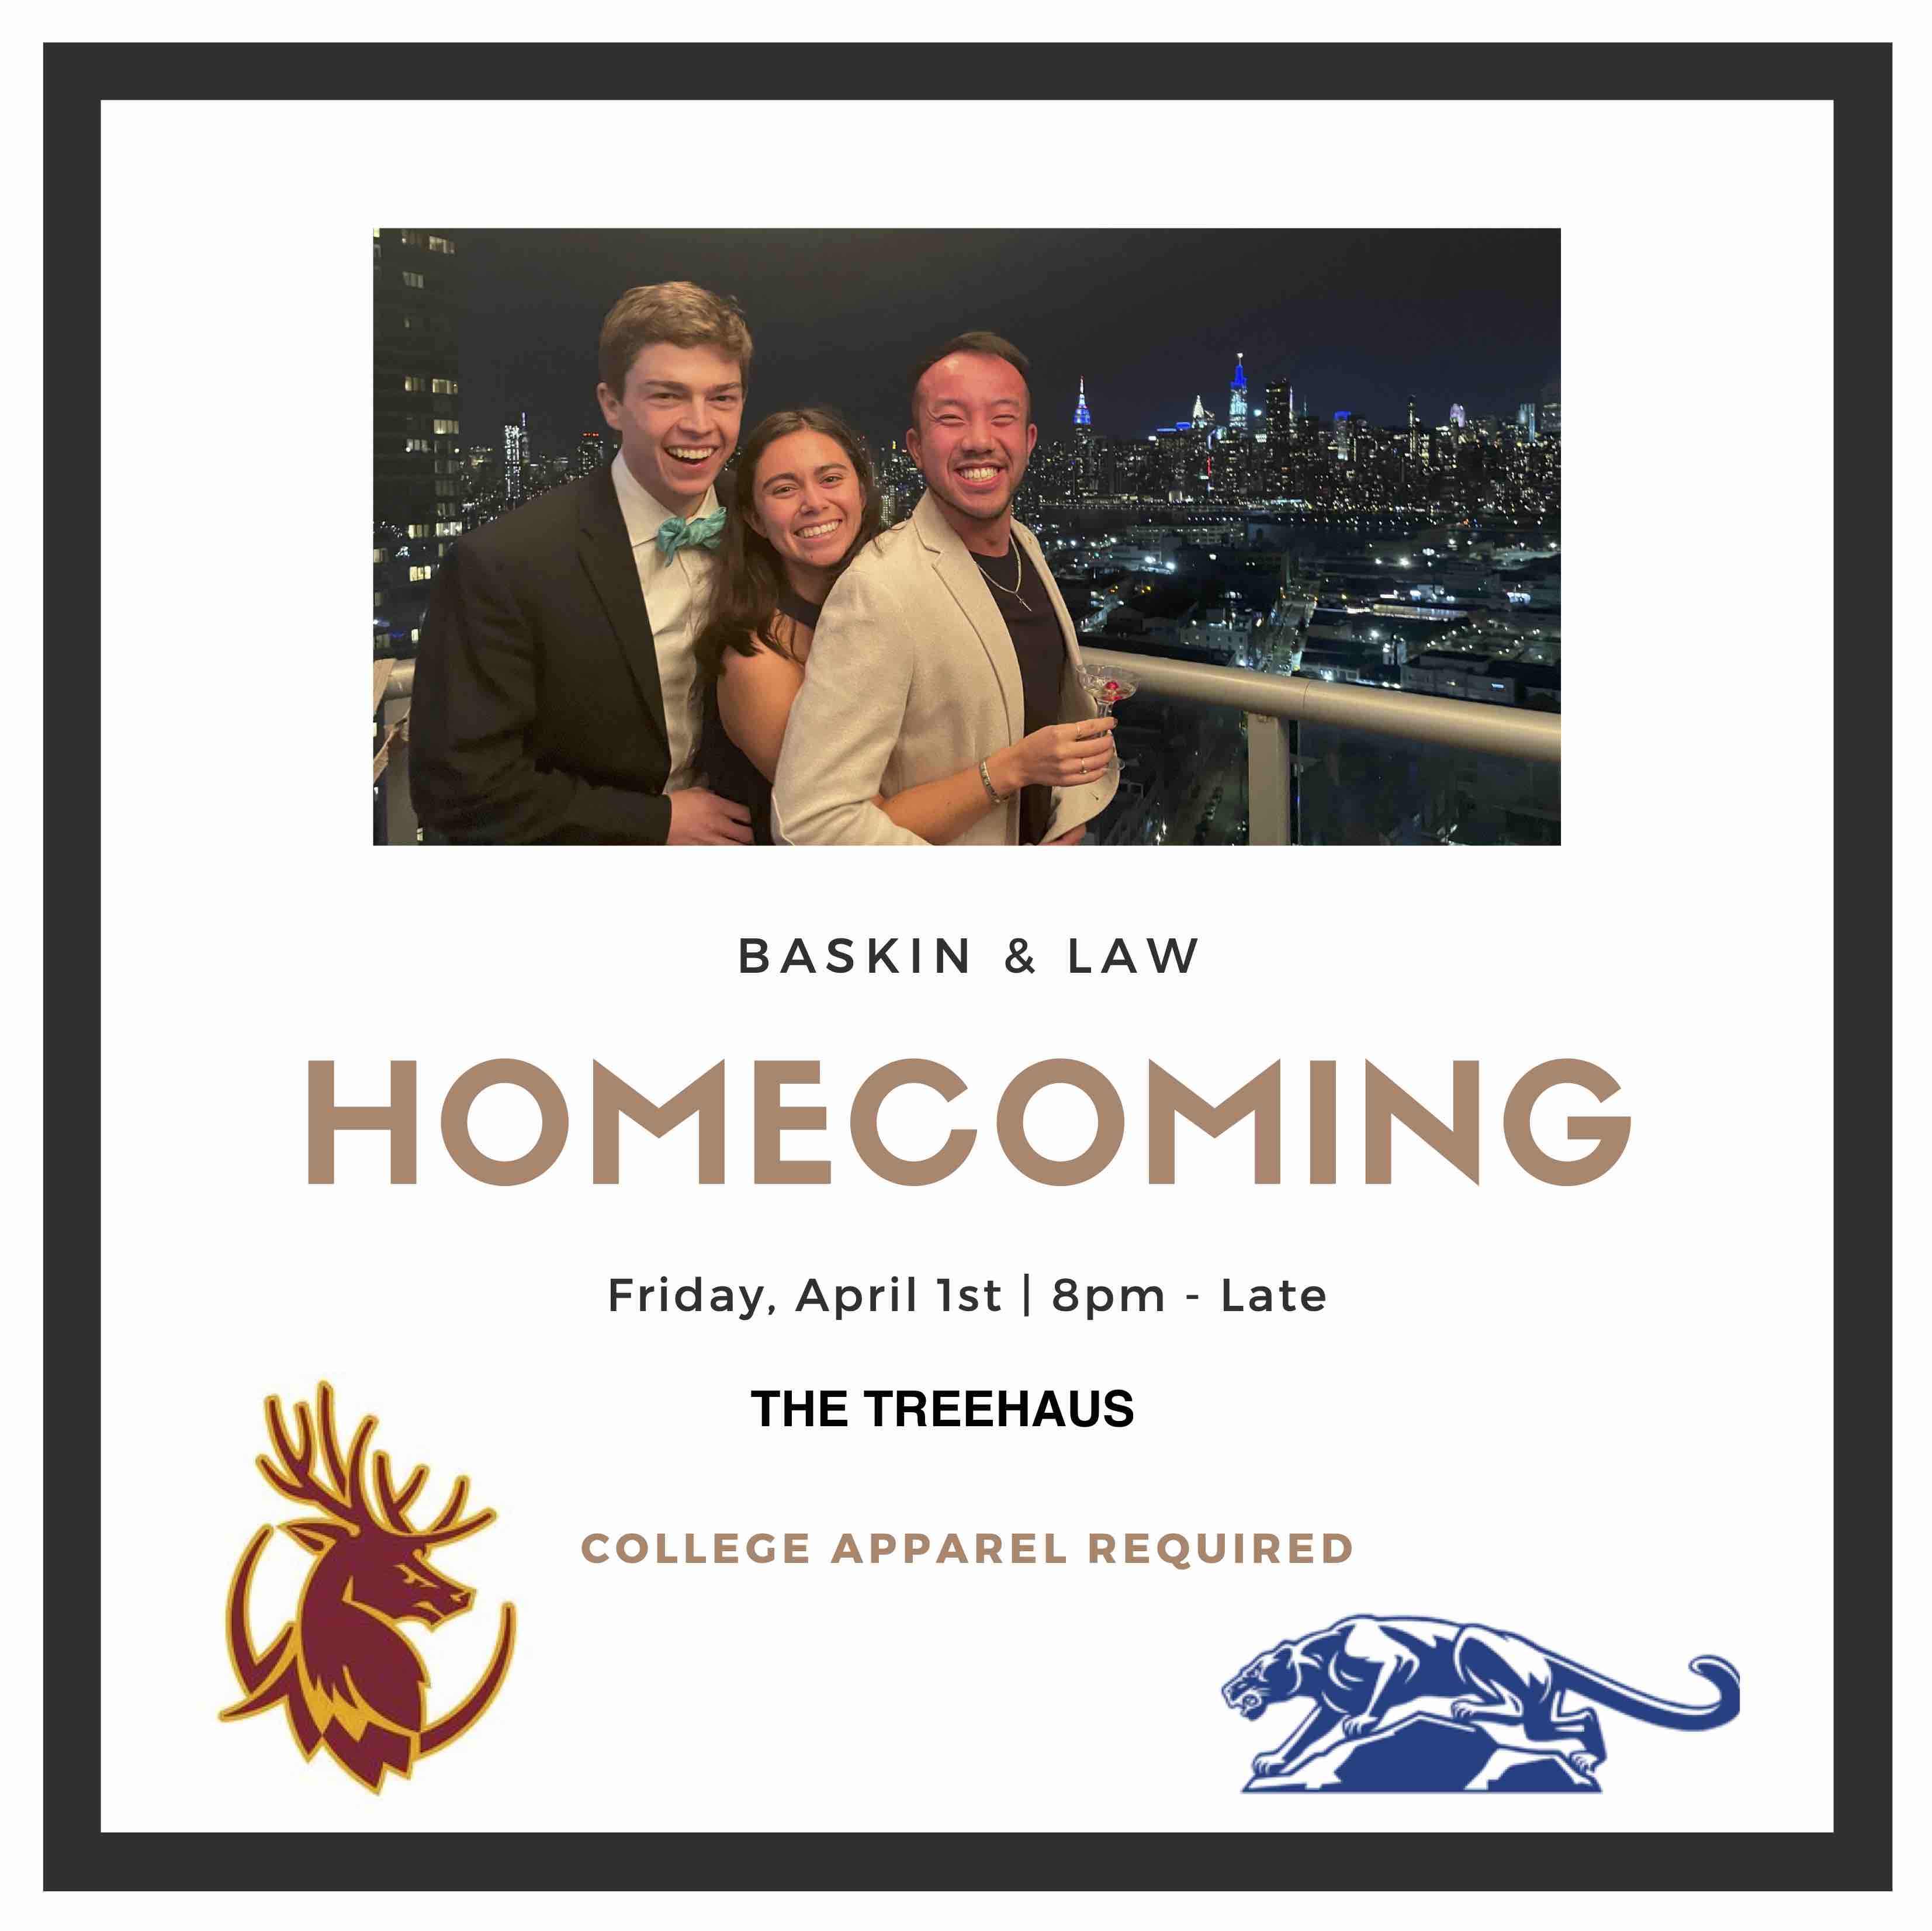 BASKIN & LAW
HOMECOMING
Friday, April 1st | 8pm - Late
THE TREEHAUS
COLLEGE APPAREL REQUIRED